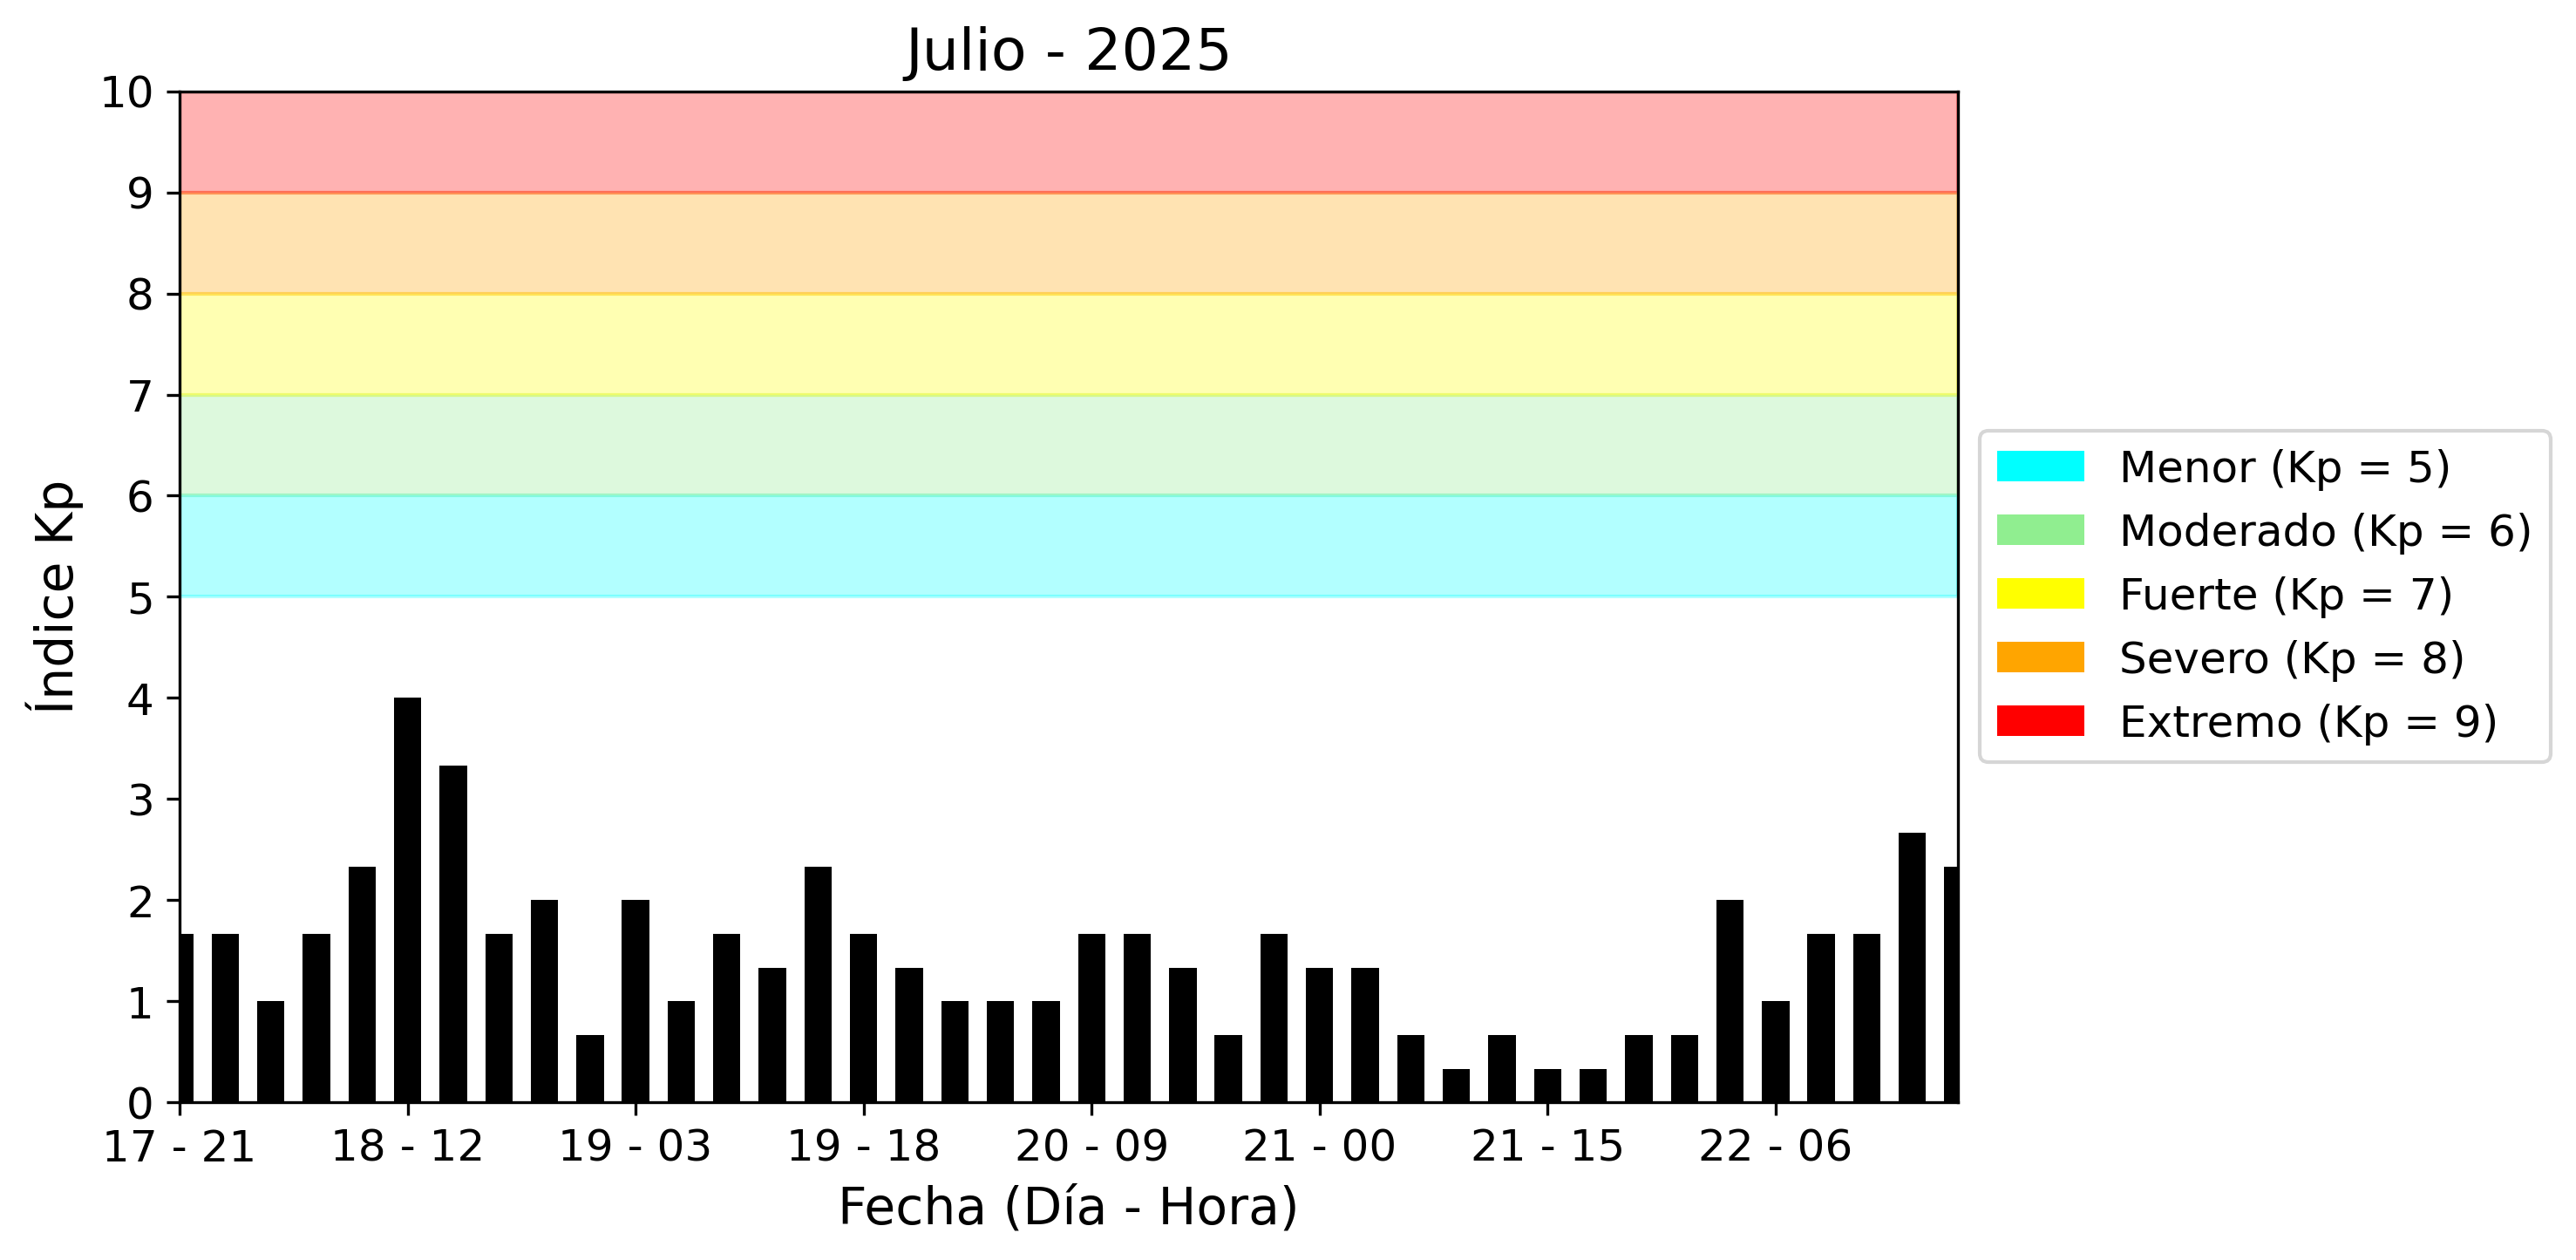 Julio - 2025
10
9
8
7
6
5
4
3
2
1
0
Índice Kp
17 - 21
18 - 12
19 - 03
19 - 18
20 - 09
21 - 00
21 - 15
22 - 06
Fecha (Día - Hora)
Menor (Kp = 5)
Moderado (Kp = 6)
Fuerte (Kp = 7)
Severo (Kp = 8)
Extremo (Kp = 9)